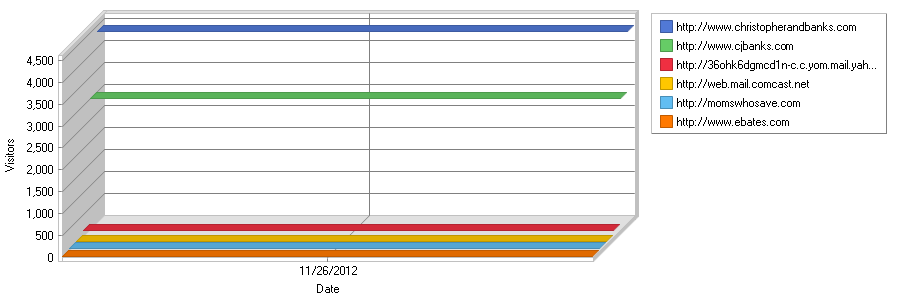 http://www.christopherandbanks.com
http://www.cjbanks.com
http://36ohk6dgmcd1n-c.c.yom.mail.yah...
http://web.mail.comcast.net
http://momswhosave.com
http://www.ebates.com
4,500
4,000
3,500
3,000
2,500
2,000
1,500
1,000
500
0
Visitors
11/26/2012
Date